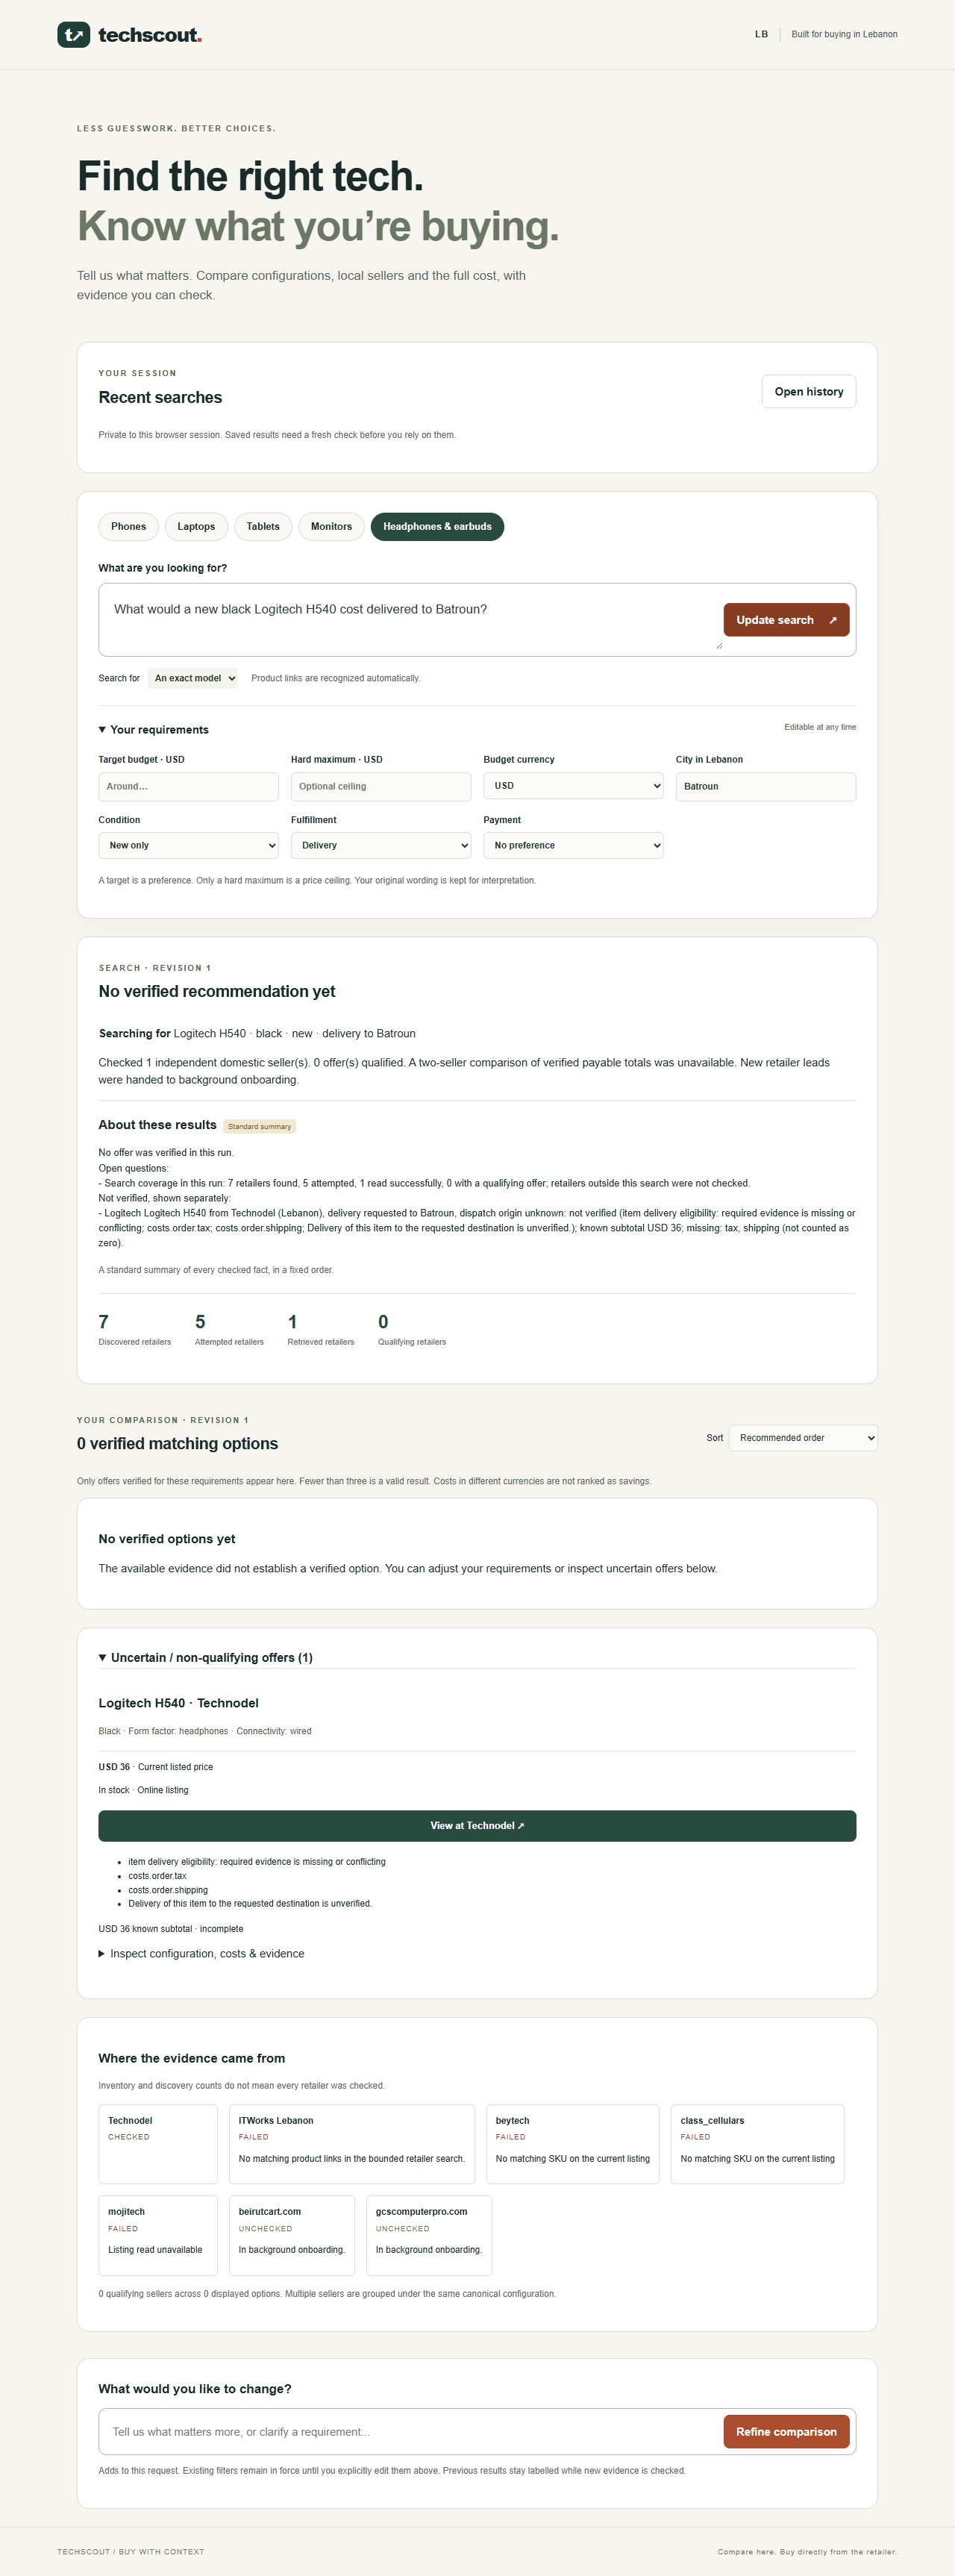 t↗ techscout.
LB Built for buying in Lebanon
LESS GUESSWORK. BETTER CHOICES.
Find the right tech.
Know what you’re buying.
Tell us what matters. Compare configurations, local sellers and the full cost, with
evidence you can check.
YOUR SESSION
Recent searches
Open history
Private to this browser session. Saved results need a fresh check before you rely on them.
Phones Laptops Tablets Monitors Headphones & earbuds
What are you looking for?
What would a new black Logitech H540 cost delivered to Batroun?
Update search ↗
Search for An exact model Product links are recognized automatically.
▼ Your requirements
Editable at any time
Target budget · USD Hard maximum · USD Budget currency City in Lebanon
Around... Optional ceiling USD Batroun
Condition Fulfillment Payment
New only Delivery No preference
A target is a preference. Only a hard maximum is a price ceiling. Your original wording is kept for interpretation.
SEARCH · REVISION 1
No verified recommendation yet
Searching for Logitech H540 · black · new · delivery to Batroun
Checked 1 independent domestic seller(s). 0 offer(s) qualified. A two-seller comparison of verified payable totals was unavailable. New retailer leads
were handed to background onboarding.
About these results Standard summary
No offer was verified in this run.
Open questions:
- Search coverage in this run: 7 retailers found, 5 attempted, 1 read successfully, 0 with a qualifying offer; retailers outside this search were not checked.
Not verified, shown separately:
- Logitech Logitech H540 from Technodel (Lebanon), delivery requested to Batroun, dispatch origin unknown: not verified (item delivery eligibility: required evidence is missing or
conflicting; costs.order.tax; costs.order.shipping; Delivery of this item to the requested destination is unverified.); known subtotal USD 36; missing: tax, shipping (not counted as
zero).
A standard summary of every checked fact, in a fixed order.
7 5 1 0
Discovered retailers Attempted retailers Retrieved retailers Qualifying retailers
YOUR COMPARISON · REVISION 1
0 verified matching options
Sort Recommended order
Only offers verified for these requirements appear here. Fewer than three is a valid result. Costs in different currencies are not ranked as savings.
No verified options yet
The available evidence did not establish a verified option. You can adjust your requirements or inspect uncertain offers below.
▼ Uncertain / non-qualifying offers (1)
Logitech H540 · Technodel
Black · Form factor: headphones · Connectivity: wired
USD 36 · Current listed price
In stock · Online listing
View at Technodel ↗
• item delivery eligibility: required evidence is missing or conflicting
• costs.order.tax
• costs.order.shipping
• Delivery of this item to the requested destination is unverified.
USD 36 known subtotal · incomplete
▶ Inspect configuration, costs & evidence
Where the evidence came from
Inventory and discovery counts do not mean every retailer was checked.
Technodel ITWorks Lebanon beytech class_cellulars
CHECKED FAILED FAILED FAILED
No matching product links in the bounded retailer search. No matching SKU on the current listing No matching SKU on the current listing
mojitech beirutcart.com gcscomputerpro.com
FAILED UNCHECKED UNCHECKED
Listing read unavailable In background onboarding. In background onboarding.
0 qualifying sellers across 0 displayed options. Multiple sellers are grouped under the same canonical configuration.
What would you like to change?
Tell us what matters more, or clarify a requirement...
Refine comparison
Adds to this request. Existing filters remain in force until you explicitly edit them above. Previous results stay labelled while new evidence is checked.
TECHSCOUT / BUY WITH CONTEXT
Compare here. Buy directly from the retailer.